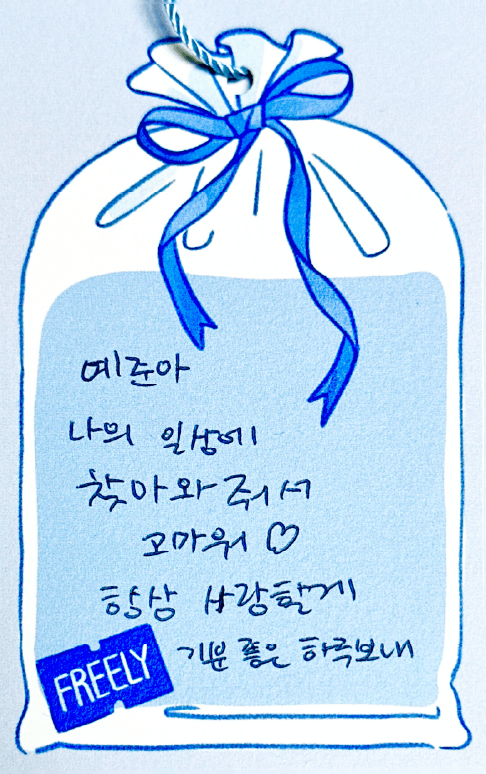 예준아
나의 일상에
찾아와줘서
고마워 ♡
항상 사랑할게
기분 좋은 하루보내
FREELY